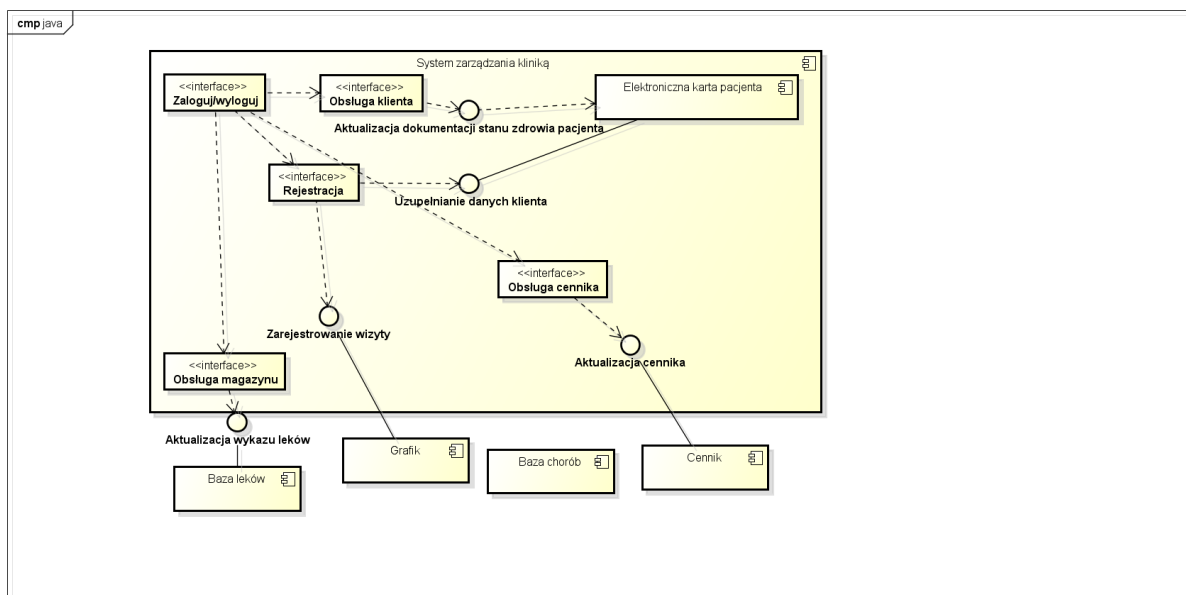 cmp java
System zarządzania kliniką
<<interface>>
Zaloguj/wyloguj
<<interface>>
Obsługa klienta
Elektroniczna karta pacjenta
Aktualizacja dokumentacji stanu zdrowia pacjenta
<<interface>>
Rejestracja
Uzupełnianie danych klienta
<<interface>>
Obsługa cennika
Zarejestrowanie wizyty
Aktualizacja cennika
<<interface>>
Obsługa magazynu
Aktualizacja wykazu leków
Grafik
Baza chorób
Cennik
Baza leków